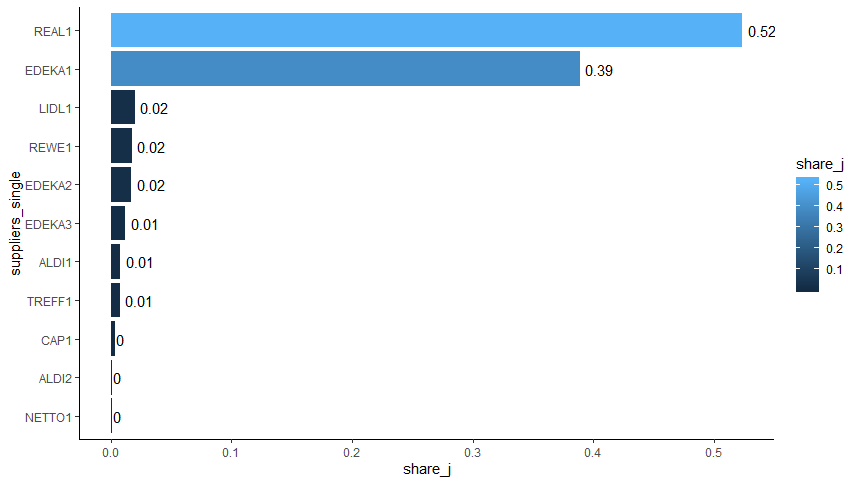 REAL1
0.52
EDEKA1
0.39
LIDL1
0.02
REWE1
0.02
EDEKA2
0.02
EDEKA3
0.01
ALDI1
0.01
TREFF1
0.01
CAP1
0
ALDI2
0
NETTO1
0
suppliers_single
0.0 0.1 0.2 0.3 0.4 0.5
share_j
share_j
0.5
0.4
0.3
0.2
0.1